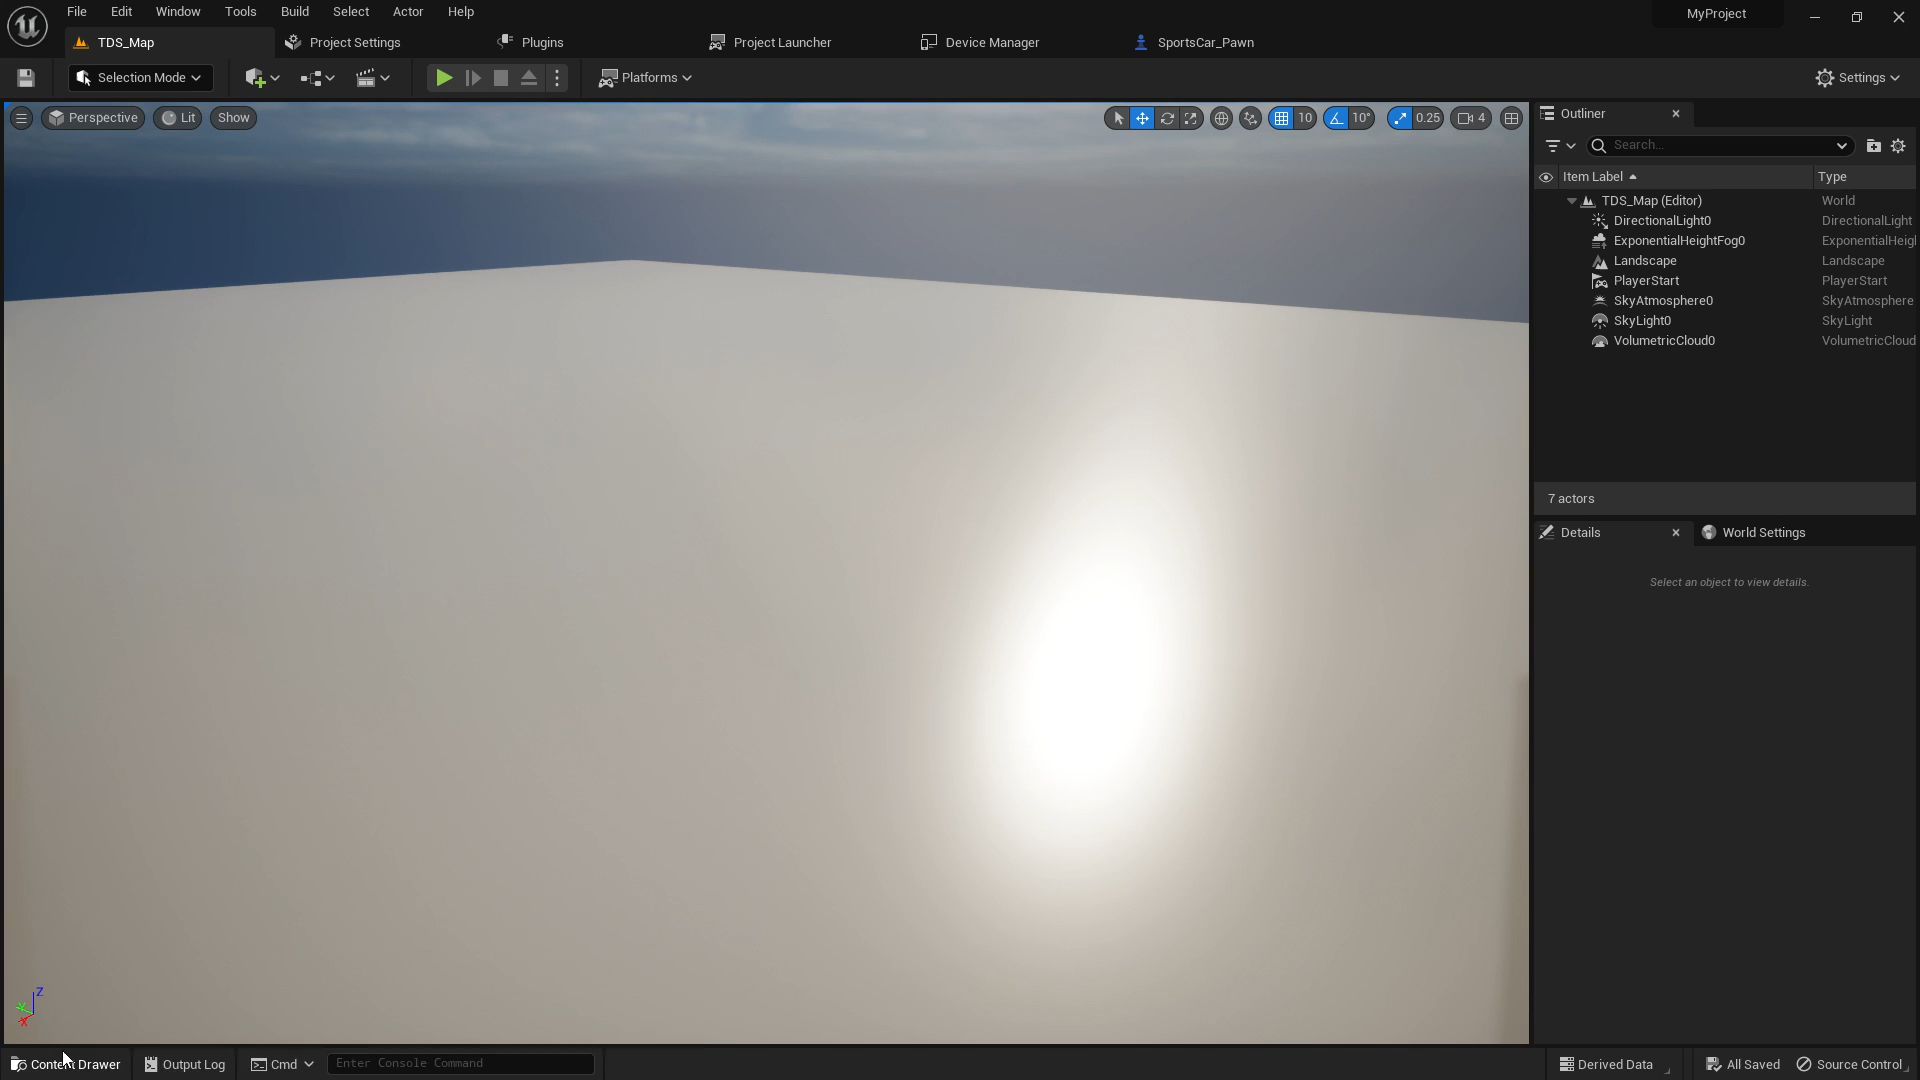 File Edit Window Tools Build Select Actor Help
MyProject
TDS_Map Project Settings Plugins Project Launcher Device Manager SportsCar_Pawn
Selection Mode Platforms Settings
Perspective Lit Show 10 10° 0.25 4
Outliner
Search...
Item Label Type
TDS_Map (Editor) World
DirectionalLight0 DirectionalLight
ExponentialHeightFog0 ExponentialHeigl
Landscape Landscape
PlayerStart PlayerStart
SkyAtmosphere0 SkyAtmosphere
SkyLight0 SkyLight
VolumetricCloud0 VolumetricCloud
7 actors
Details World Settings
Select an object to view details.
Z
Y
X
Content Drawer Output Log Cmd Enter Console Command Derived Data All Saved Source Control